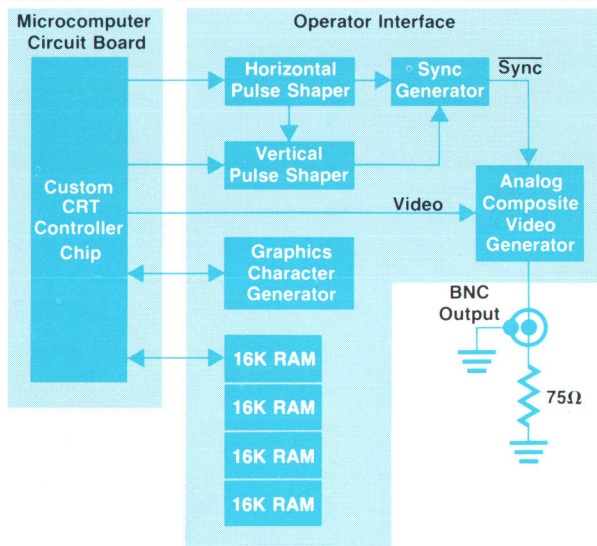 Microcomputer
Circuit Board
Operator Interface
Custom
CRT
Controller
Chip
Horizontal
Pulse Shaper
Sync
Generator
Sync
Vertical
Pulse Shaper
Video
Analog
Composite
Video
Generator
Graphics
Character
Generator
BNC
Output
75Ω
16K RAM
16K RAM
16K RAM
16K RAM